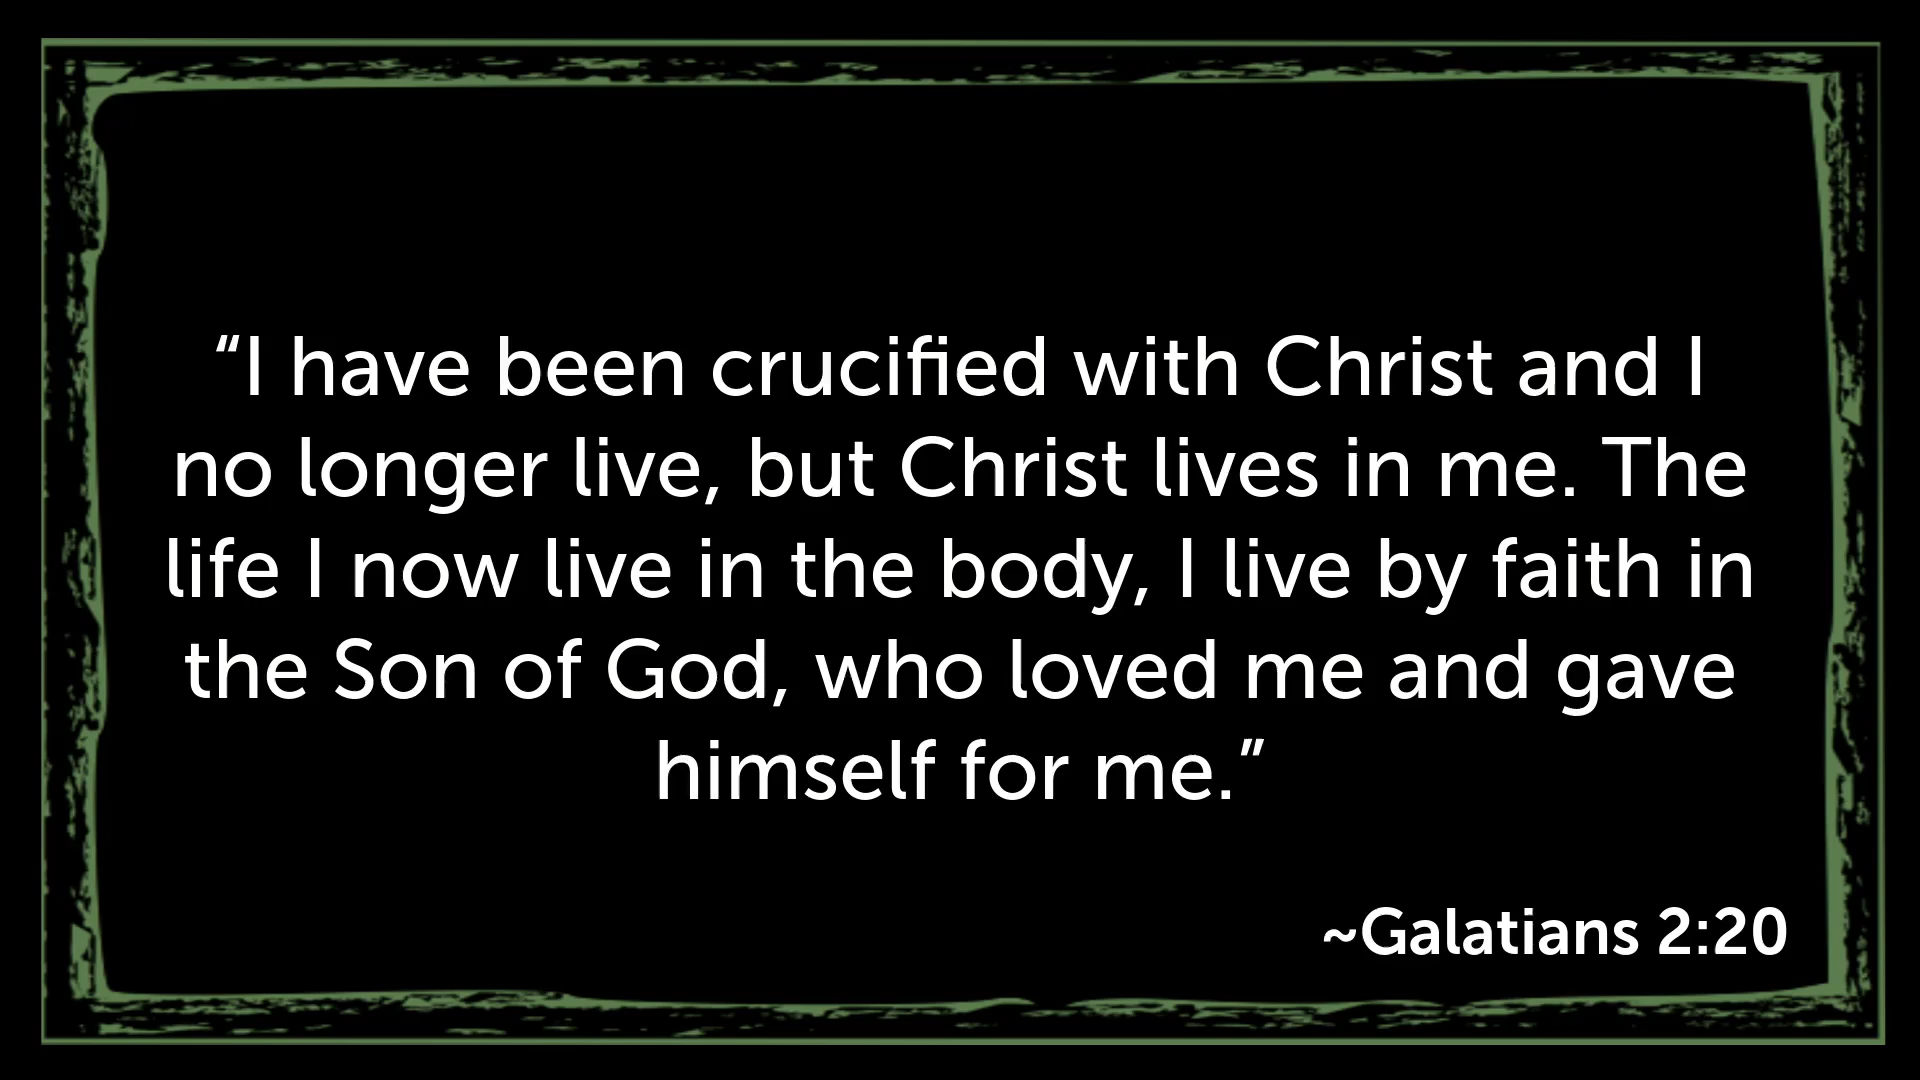 “I have been crucified with Christ and I
no longer live, but Christ lives in me. The
life I now live in the body, I live by faith in
the Son of God, who loved me and gave
himself for me.”
~Galatians 2:20